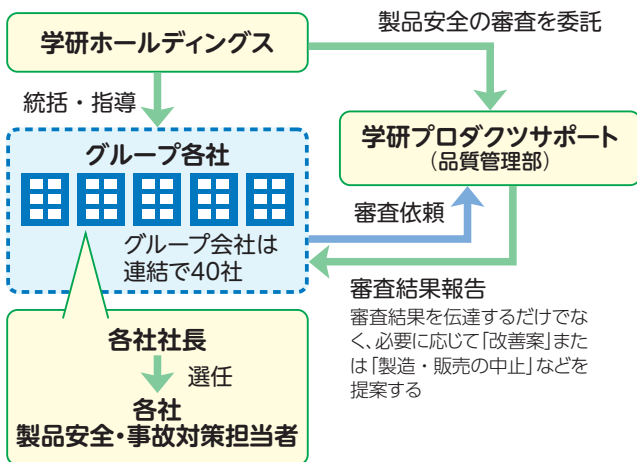 学研ホールディングス
製品安全の審査を委託
統括・指導
学研プロダクツサポート
（品質管理部）
グループ各社
審査依頼
グループ会社は
連結で40社
審査結果報告
審査結果を伝達するだけでな
く、必要に応じて「改善案」また
は「製造・販売の中止」などを
提案する
各社社長
選任
各社
製品安全・事故対策担当者